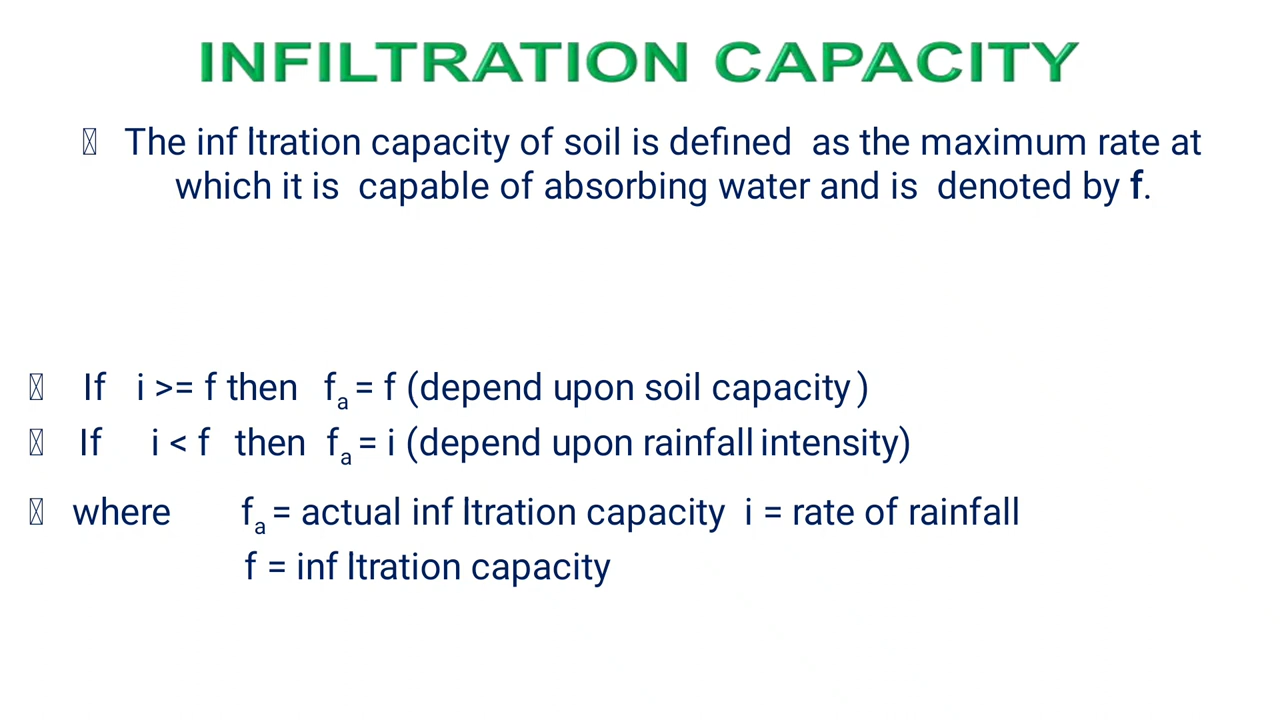 INFILTRATION CAPACITY
The inf ltration capacity of soil is defined as the maximum rate at
which it is capable of absorbing water and is denoted by f.
If i >= f then fa = f (depend upon soil capacity )
If i < f then fa = i (depend upon rainfall intensity)
where fa = actual inf ltration capacity i = rate of rainfall
f = inf ltration capacity